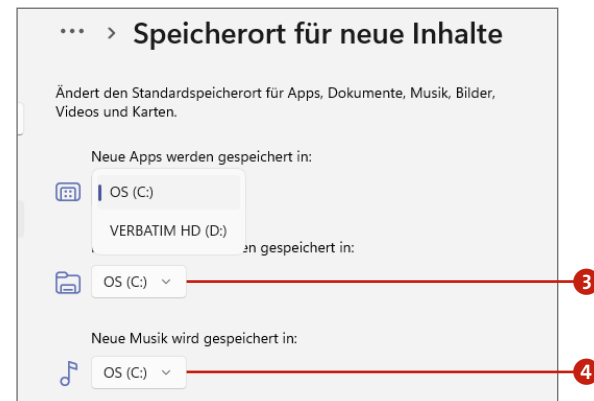 ··· > Speicherort für neue Inhalte
Ändert den Standardspeicherort für Apps, Dokumente, Musik, Bilder,
Videos und Karten.
Neue Apps werden gespeichert in:
OS (C:)
VERBATIM HD (D:)
en gespeichert in:
OS (C:)
3
Neue Musik wird gespeichert in:
OS (C:)
4